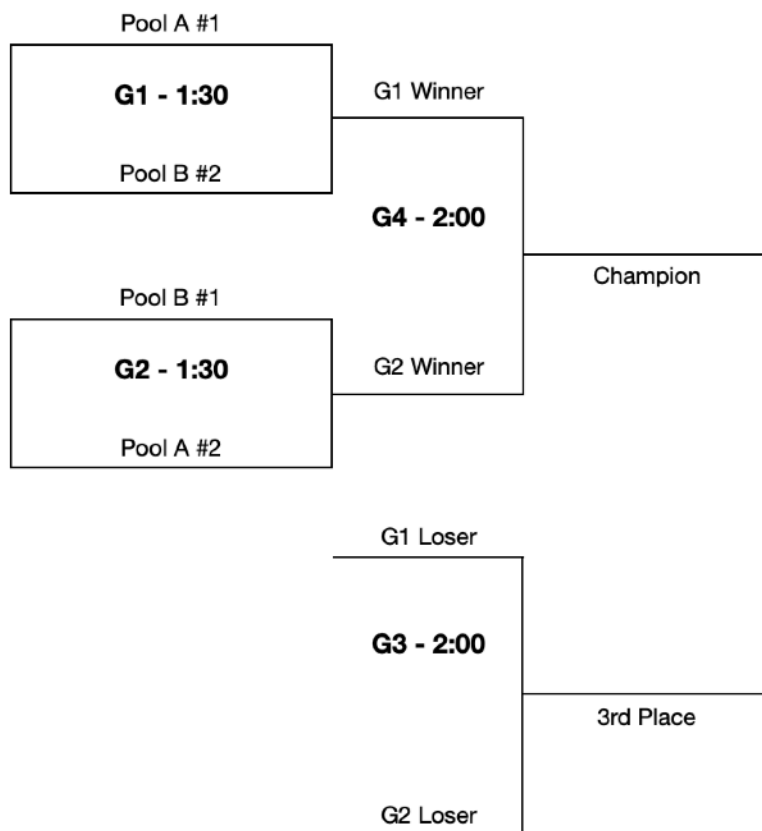 Pool A #1
G1 - 1:30
Pool B #2
G1 Winner
G4 - 2:00
Champion
Pool B #1
G2 - 1:30
Pool A #2
G2 Winner
G1 Loser
G3 - 2:00
3rd Place
G2 Loser